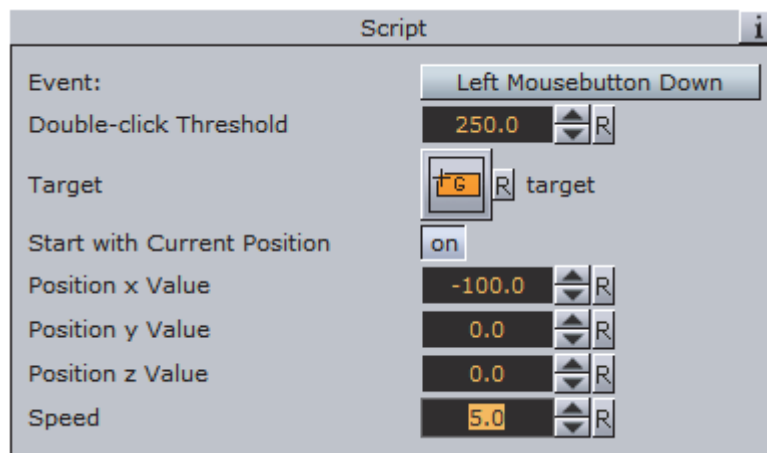 Script i
Event: Left Mousebutton Down
Double-click Threshold 250.0 R
Target G R target
Start with Current Position on
Position x Value -100.0 R
Position y Value 0.0 R
Position z Value 0.0 R
Speed 5.0 R